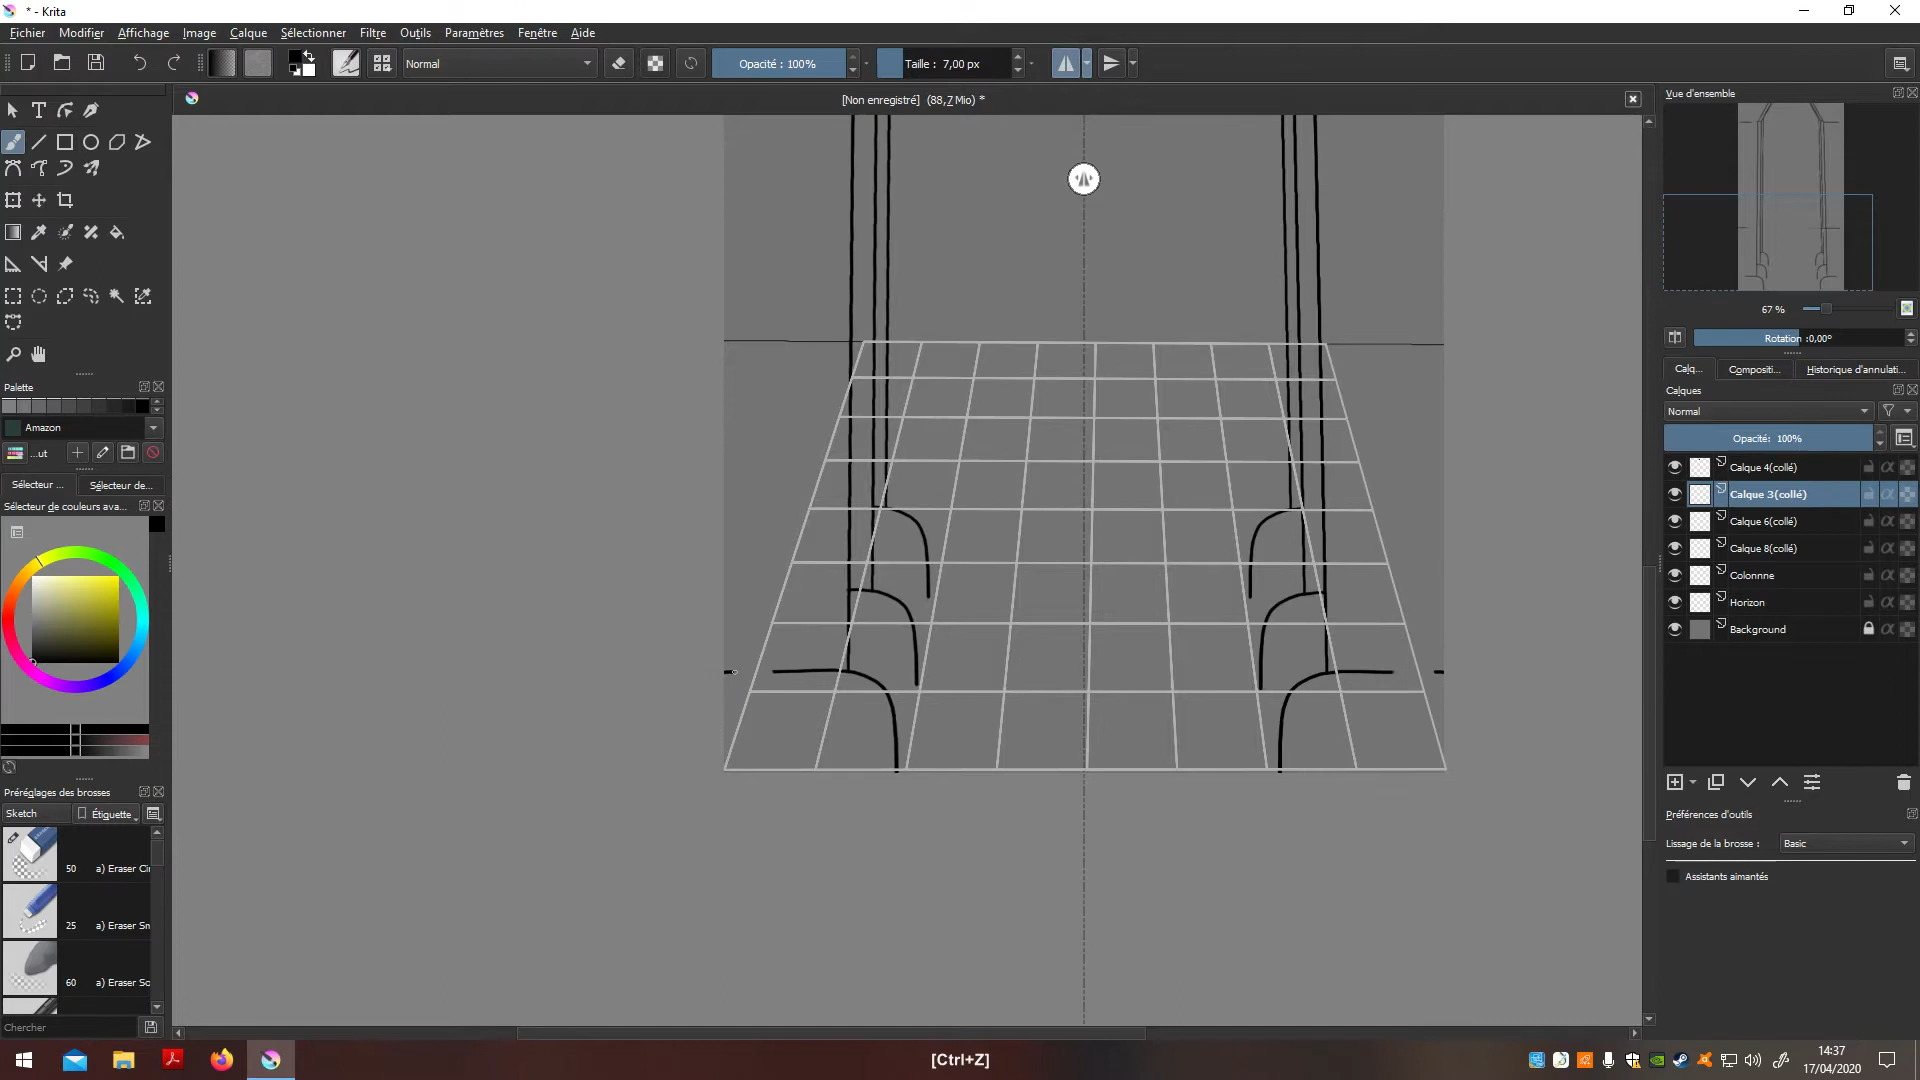 * - Krita
Fichier Modifier Affichage Image Calque Sélectionner Filtre Outils Paramètres Fenêtre Aide
Normal Opacité : 100% Taille : 7,00 px
[Non enregistré] (88,7 Mio) *
Vue d'ensemble
67 %
Rotation :0,00°
Calq... Compositi... Historique d'annulati...
Calques
Normal
Opacité: 100%
Calque 4(collé)
Calque 3(collé)
Calque 6(collé)
Calque 8(collé)
Colonnne
Horizon
Background
Préférences d'outils
Lissage de la brosse : Basic
Assistants aimantés
Palette
Amazon
...ut
Sélecteur ... Sélecteur de...
Sélecteur de couleurs ava...
Préréglages des brosses
Sketch Étiquette
50 a) Eraser Cir
25 a) Eraser Sm
60 a) Eraser So
Chercher
[Ctrl+Z]
14:37
17/04/2020